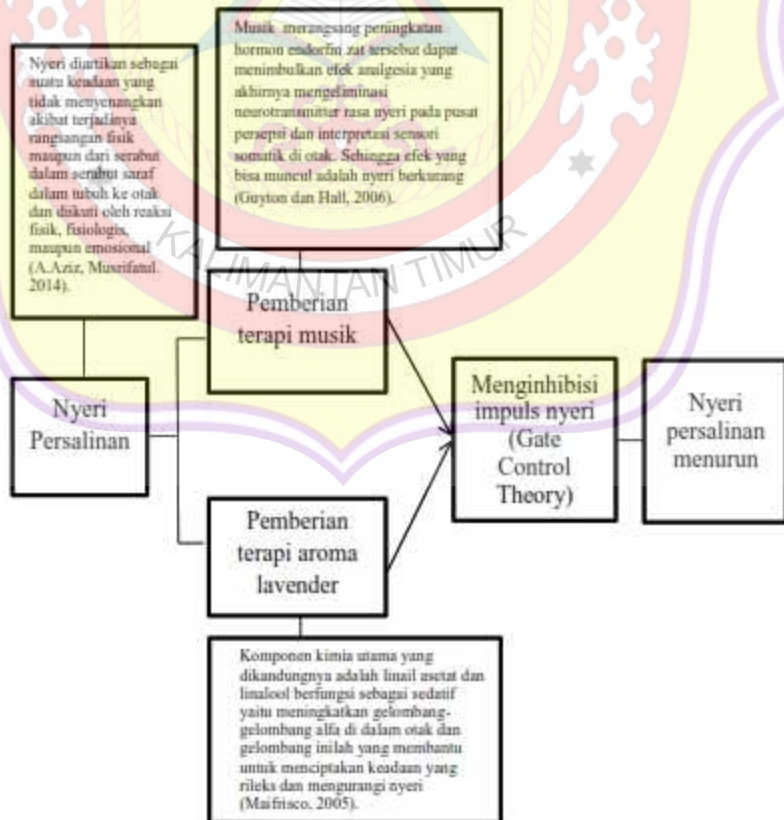 Nyeri diartikan sebagai
suatu keadaan yang
tidak menyenangkan
akibat terjadinya
rangsangan fisik
maupun dari serabut
dalam serabut saraf
dalam tubuh ke otak
dan diikuti oleh reaksi
fisik, fisiologis,
maupun emosional
(A.Aziz, Musrifatul.
2014).
Musik merangsang peningkatan
hormon endorfin zat tersebut dapat
menimbulkan efek analgesia yang
akhirnya mengeliminasi
neurotransmitter rasa nyeri pada pusat
persepsi dan interpretasi sensori
somatik di otak. Sehingga efek yang
bisa muncul adalah nyeri berkurang
(Guyton dan Hall, 2006).
KALIMANTAN TIMUR
Nyeri
Persalinan
Pemberian
terapi musik
Pemberian
terapi aroma
lavender
Menginhibisi
impuls nyeri
(Gate
Control
Theory)
Nyeri
persalinan
menurun
Komponen kimia utama yang
dikandungnya adalah linail asetat dan
linalool berfungsi sebagai sedatif
yaitu meningkatkan gelombang-
gelombang alfa di dalam otak dan
gelombang inilah yang membantu
untuk menciptakan keadaan yang
rileks dan mengurangi nyeri
(Maifrisco, 2005).